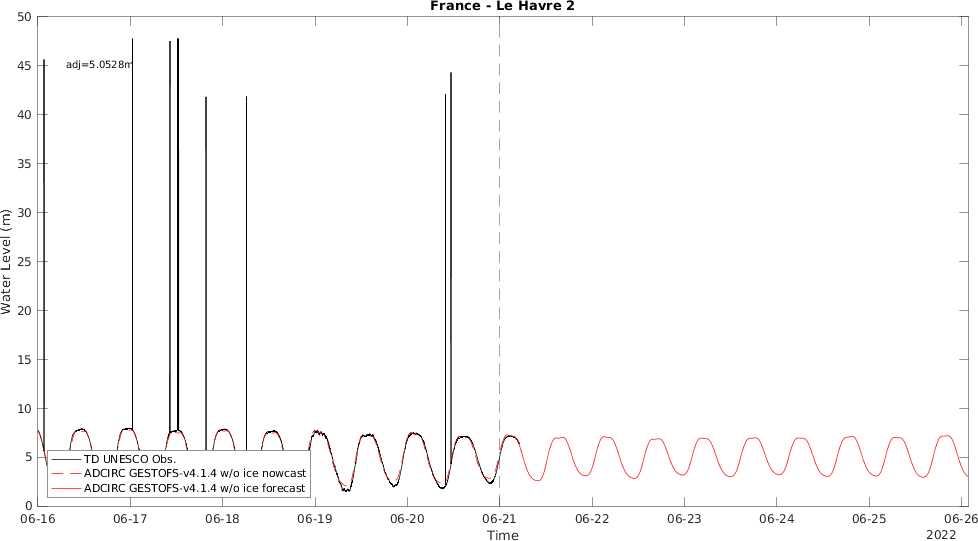 France - Le Havre 2
50
45
40
35
30
25
20
15
10
5
0
Water Level (m)
adj=5.0528m
TD UNESCO Obs.
ADCIRC GESTOFS-v4.1.4 w/o ice nowcast
ADCIRC GESTOFS-v4.1.4 w/o ice forecast
06-16 06-17 06-18 06-19 06-20 06-21 06-22 06-23 06-24 06-25 06-26
Time
2022